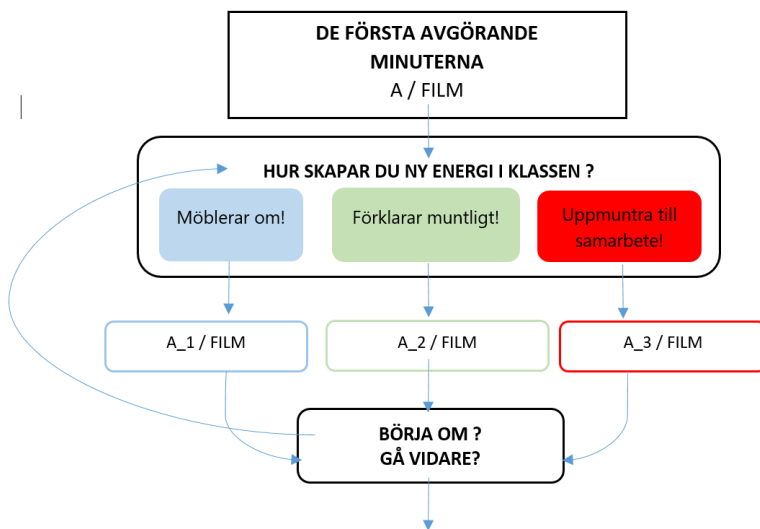 DE FÖRSTA AVGÖRANDE
MINUTERNA
A / FILM
HUR SKAPAR DU NY ENERGI I KLASSEN ?
Möblerar om!
Förklarar muntligt!
Uppmuntra till
samarbete!
A_1 / FILM
A_2 / FILM
A_3 / FILM
BÖRJA OM ?
GÅ VIDARE?